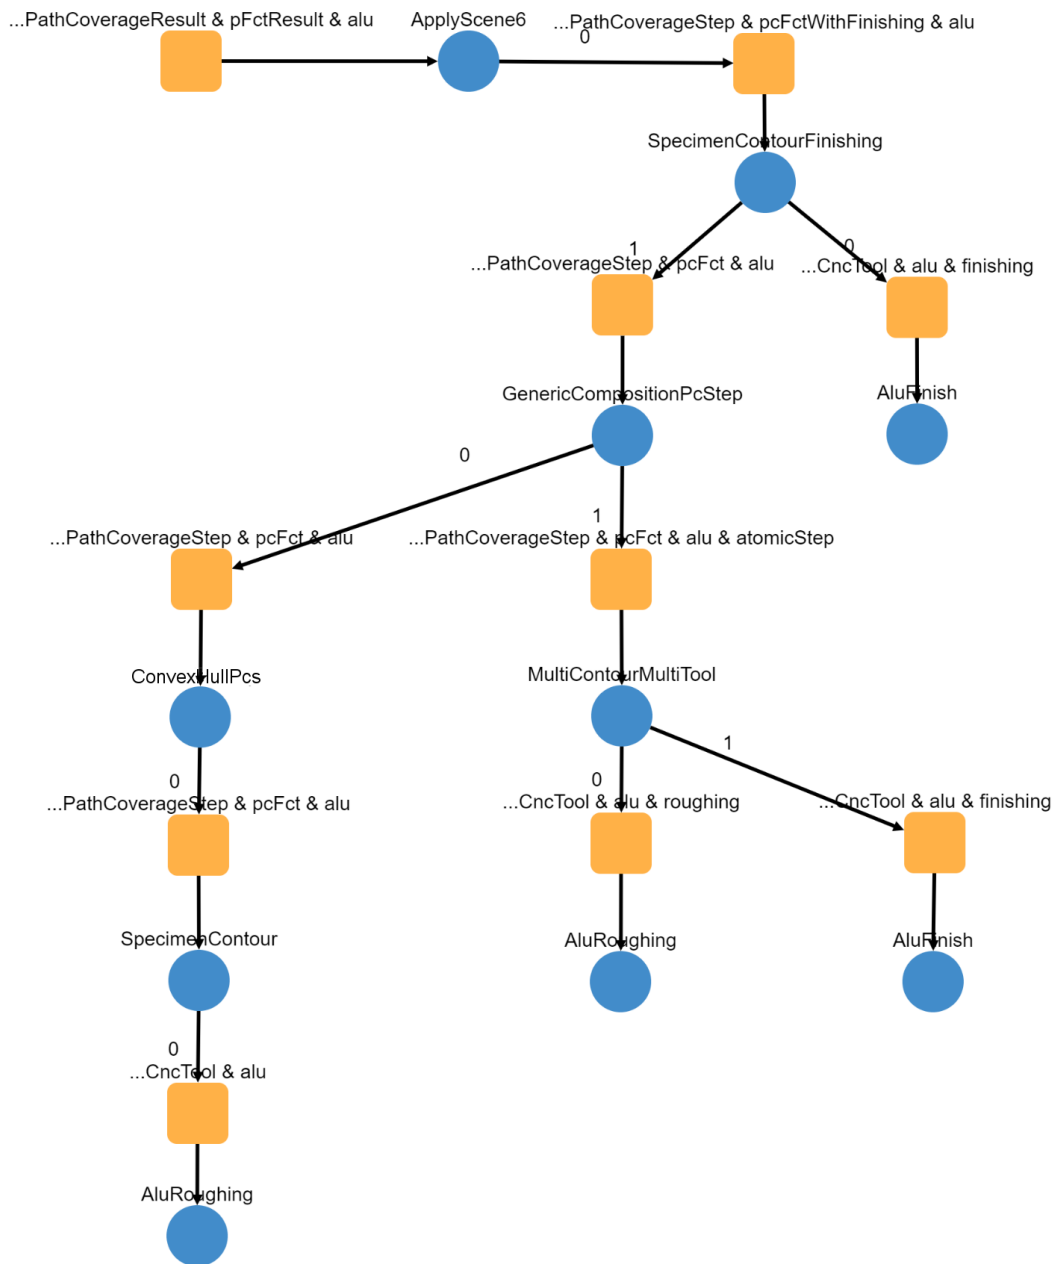 ...PathCoverageResult & pFctResult & alu
ApplyScene6
...PathCoverageStep & pcFctWithFinishing & alu
0
SpecimenContourFinishing
1
0
...PathCoverageStep & pcFct & alu
...CncTool & alu & finishing
GenericCompositionPcStep
AluFinish
0
1
...PathCoverageStep & pcFct & alu
...PathCoverageStep & pcFct & alu & atomicStep
ConvexHullPcs
MultiContourMultiTool
0
0
1
...PathCoverageStep & pcFct & alu
...CncTool & alu & roughing
...CncTool & alu & finishing
SpecimenContour
AluRoughing
AluFinish
0
...CncTool & alu
AluRoughing